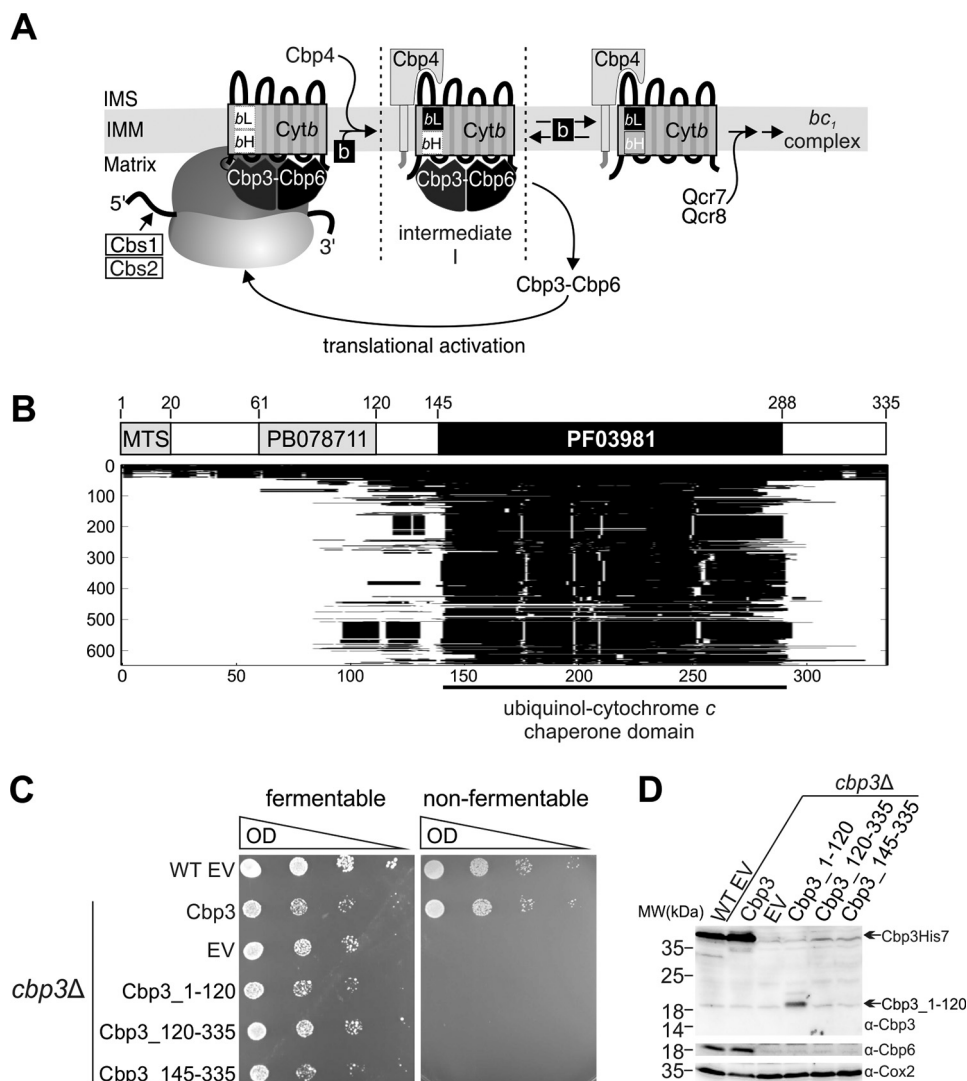 A
Cbp4
Cbp4
Cbp4
IMS
IMM
Matrix
bL
bH
Cytb
b
bL
bH
Cytb
b
bL
bH
Cytb
bc1 complex
Cbp3-Cbp6
Cbp3-Cbp6
5'
3'
Cbs1
Cbs2
intermediate
I
Qcr7
Qcr8
Cbp3-Cbp6
translational activation
B
1 20 61 120 145 288 335
MTS PB078711 PF03981
0
100
200
300
400
500
600
0 50 100 150 200 250 300
ubiquinol-cytochrome c
chaperone domain
C
fermentable non-fermentable
OD OD
WT EV
Cbp3
EV
Cbp3_1-120
Cbp3_120-335
Cbp3_145-335
cbp3Δ
D
cbp3Δ
WT EV
Cbp3
EV
Cbp3_1-120
Cbp3_120-335
Cbp3_145-335
MW(kDa)
35
25
18
14
18
35
Cbp3His7
Cbp3_1-120
α-Cbp3
α-Cbp6
α-Cox2